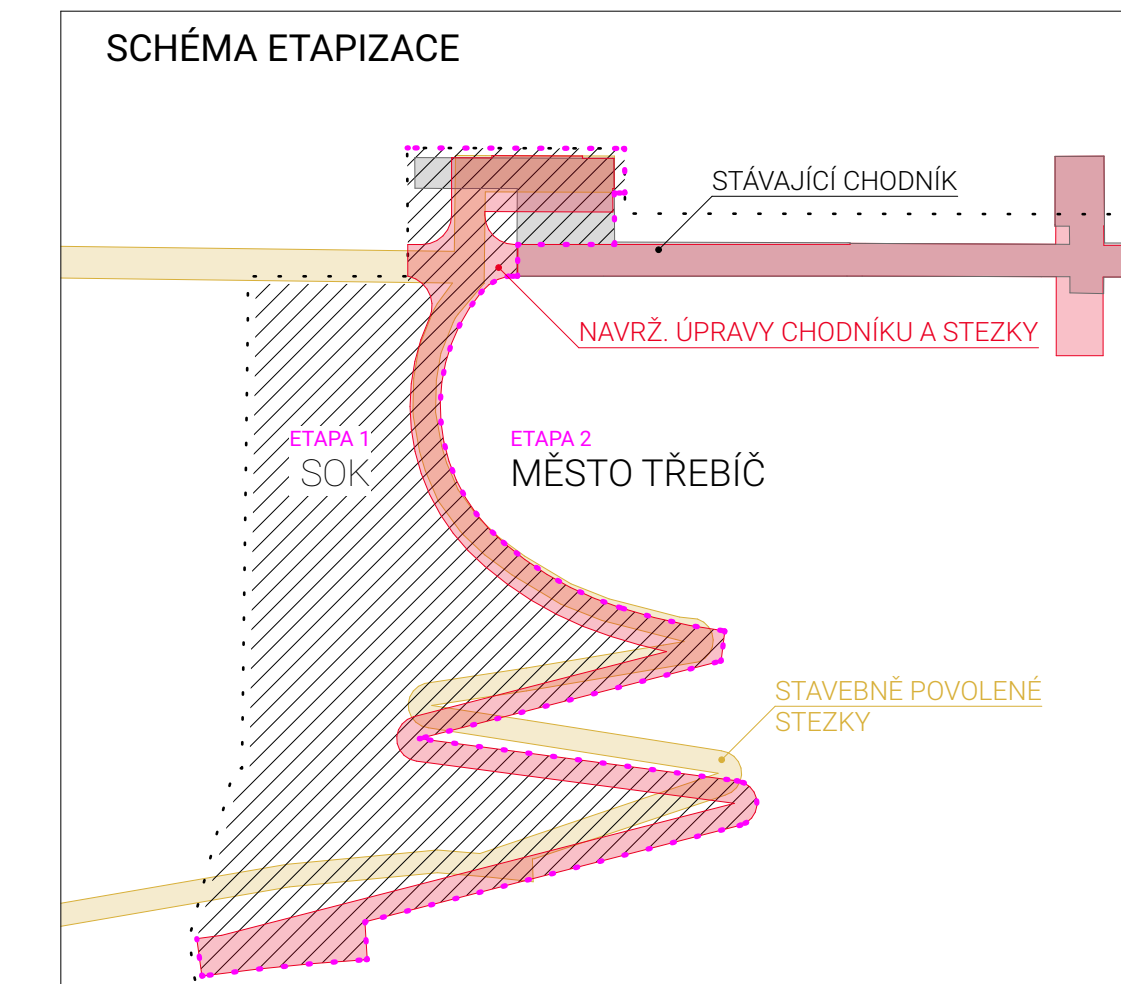 SCHÉMA ETAPIZACE
STÁVAJÍCÍ CHODNÍK
NAVRŽ. ÚPRAVY CHODNÍKU A STEZKY
ETAPA 1
SOK
ETAPA 2
MĚSTO TŘEBÍČ
STAVEBNĚ POVOLENÉ
STEZKY